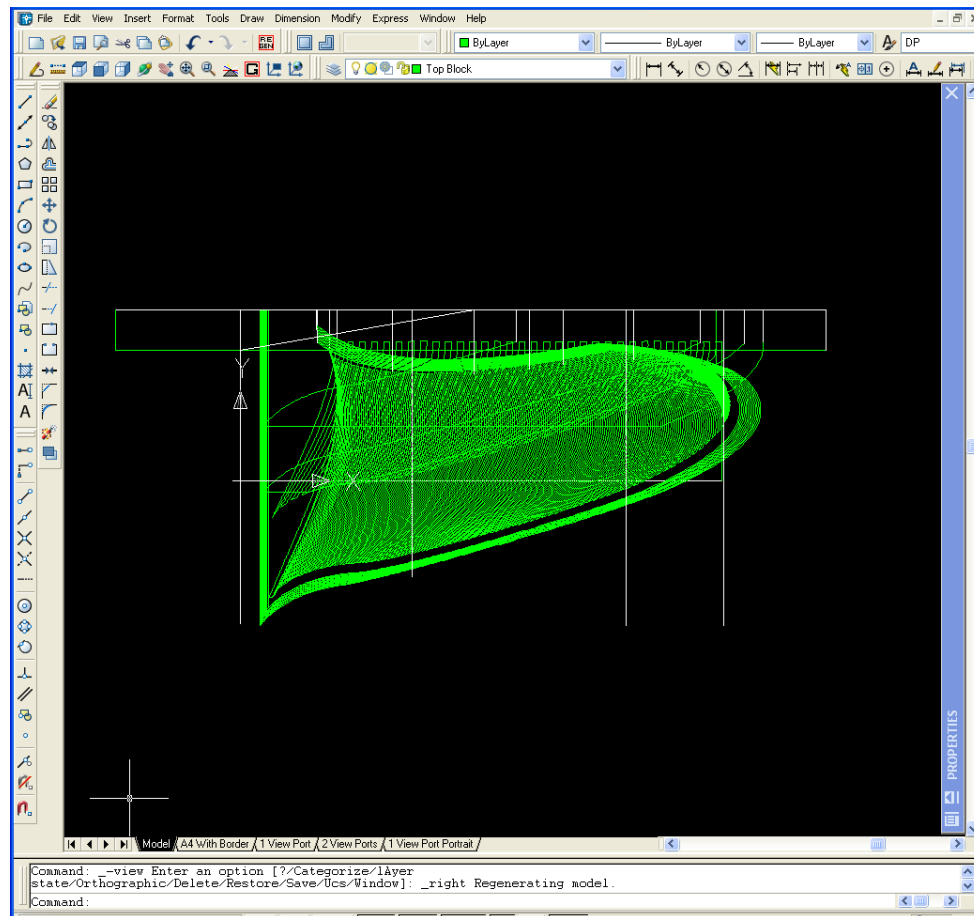 File Edit View Insert Format Tools Draw Dimension Modify Express Window Help
RE GEN ByLayer ByLayer ByLayer DP
G Top Block
A
A
Y
X
PROPERTIES
Model A4 With Border 1 View Port 2 View Ports 1 View Port Portrait
Command: _-view Enter an option [?/Categorize/lAyer
state/Orthographic/Delete/Restore/Save/Ucs/Window]: _right Regenerating model.
Command: